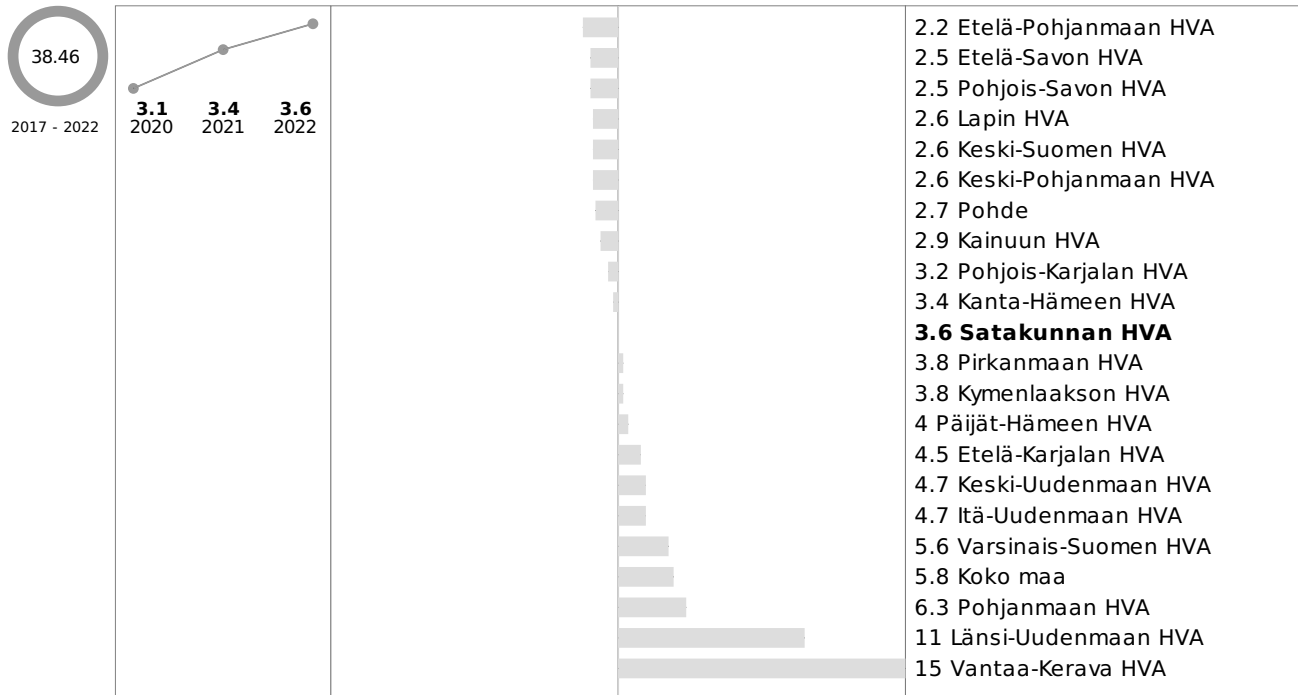 38.46
2017 - 2022
3.1 3.4 3.6
2020 2021 2022
2.2 Etelä-Pohjanmaan HVA
2.5 Etelä-Savon HVA
2.5 Pohjois-Savon HVA
2.6 Lapin HVA
2.6 Keski-Suomen HVA
2.6 Keski-Pohjanmaan HVA
2.7 Pohde
2.9 Kainuun HVA
3.2 Pohjois-Karjalan HVA
3.4 Kanta-Hämeen HVA
3.6 Satakunnan HVA
3.8 Pirkanmaan HVA
3.8 Kymenlaakson HVA
4 Päijät-Hämeen HVA
4.5 Etelä-Karjalan HVA
4.7 Keski-Uudenmaan HVA
4.7 Itä-Uudenmaan HVA
5.6 Varsinais-Suomen HVA
5.8 Koko maa
6.3 Pohjanmaan HVA
11 Länsi-Uudenmaan HVA
15 Vantaa-Kerava HVA